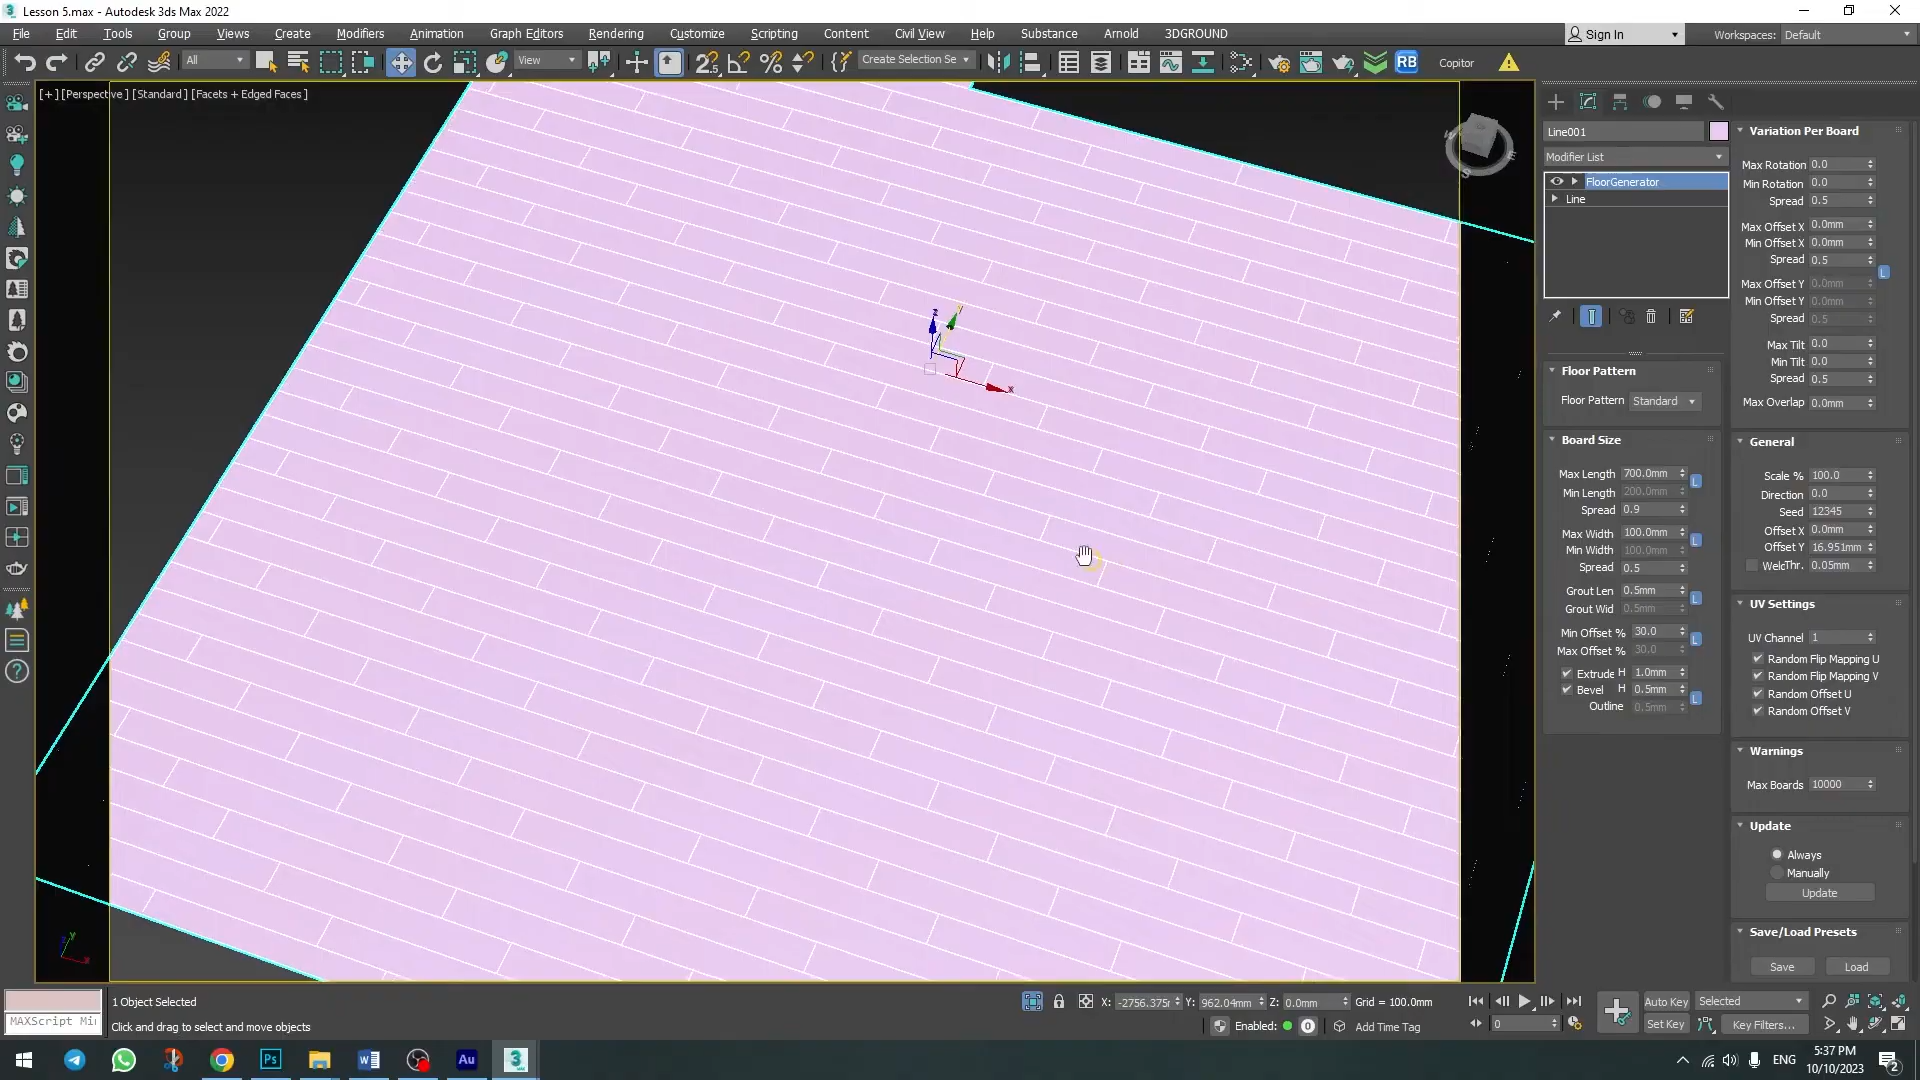 Lesson 5.max - Autodesk 3ds Max 2022
File Edit Tools Group Views Create Modifiers Animation Graph Editors Rendering Customize Scripting Content Civil View Help Substance Arnold 3DGROUND
Sign In Workspaces: Default
All View Create Selection Se RB Copitor
[+] [Perspective] [Standard] [Facets + Edged Faces]
Line001
Modifier List
FloorGenerator
Line
Floor Pattern
Floor Pattern Standard
Board Size
Max Length 700.0mm
Min Length 200.0mm
Spread 0.9
Max Width 100.0mm
Min Width 100.0mm
Spread 0.5
Grout Len 0.5mm
Grout Wid 0.5mm
Min Offset % 30.0
Max Offset % 30.0
Extrude H 1.0mm
Bevel H 0.5mm
Outline 0.5mm
Variation Per Board
Max Rotation 0.0
Min Rotation 0.0
Spread 0.5
Max Offset X 0.0mm
Min Offset X 0.0mm
Spread 0.5
Max Offset Y 0.0mm
Min Offset Y 0.0mm
Spread 0.5
Max Tilt 0.0
Min Tilt 0.0
Spread 0.5
Max Overlap 0.0mm
General
Scale % 100.0
Direction 0.0
Seed 12345
Offset X 0.0mm
Offset Y 16.951mm
WelcThr. 0.05mm
UV Settings
UV Channel 1
Random Flip Mapping U
Random Flip Mapping V
Random Offset U
Random Offset V
Warnings
Max Boards 10000
Update
Always
Manually
Update
Save/Load Presets
Save Load
1 Object Selected
MAXScript Mi
Click and drag to select and move objects
X: -2756.375r Y: 962.04mm Z: 0.0mm Grid = 100.0mm
Enabled: 0 Add Time Tag
0
Auto Key Selected
Set Key Key Filters...
ENG
5:37 PM
10/10/2023